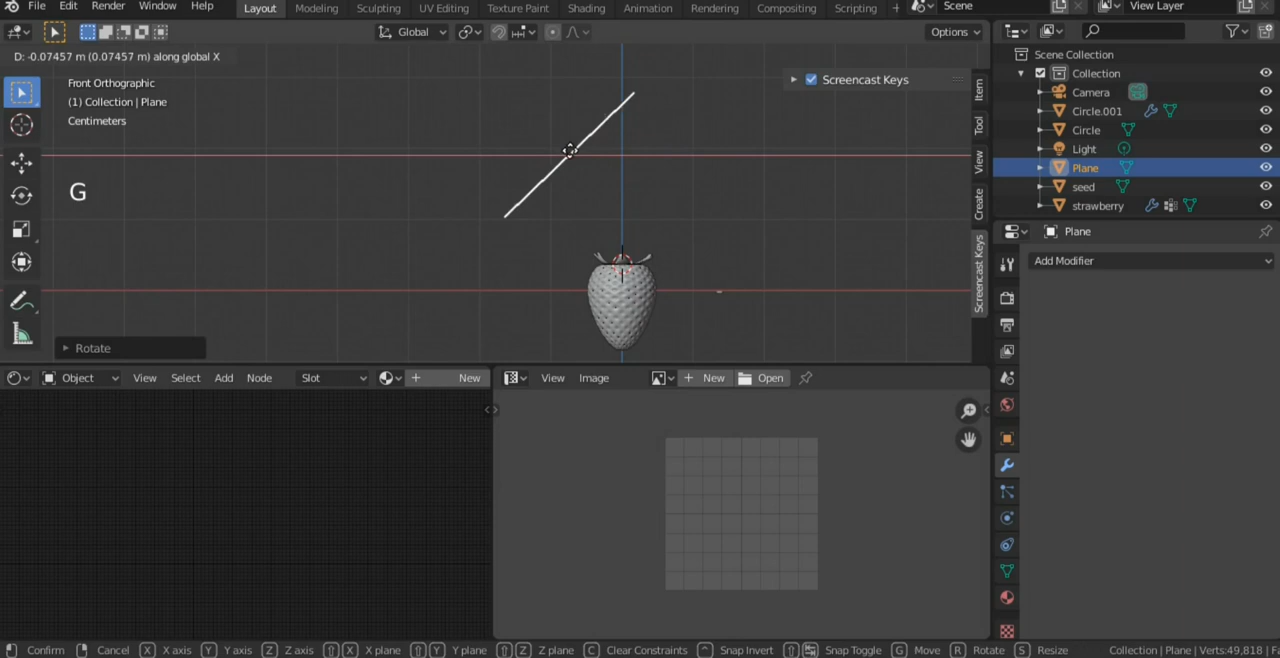 File Edit Render Window Help Layout Modeling Sculpting UV Editing Texture Paint Shading Animation Rendering Compositing Scripting + Scene View Layer
Global Options
D: -0.07457 m (0.07457 m) along global X
Front Orthographic
(1) Collection | Plane
Centimeters
Screencast Keys
G
Rotate
Item
Tool
View
Create
Screencast Keys
Scene Collection
Collection
Camera
Circle.001
Circle
Light
Plane
seed
strawberry
Plane
Add Modifier
Object View Select Add Node Slot + New
View Image + New Open
Confirm Cancel X X axis Y Y axis Z Z axis X X plane Y Y plane Z Z plane C Clear Constraints ^ Snap Invert Snap Toggle G Move R Rotate S Resize Collection | Plane | Verts:49,818 | Fa